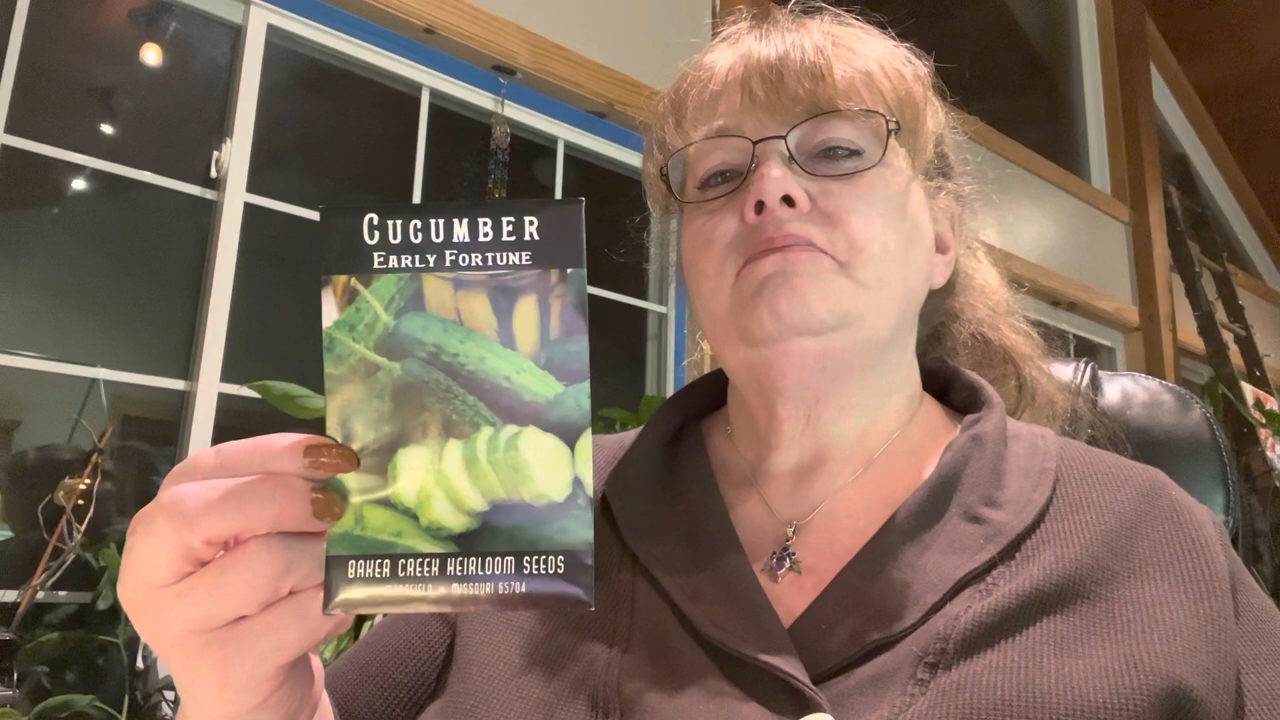 CUCUMBER
EARLY FORTUNE
BAKER CREEK HEIRLOOM SEEDS
MISSOURI 65704